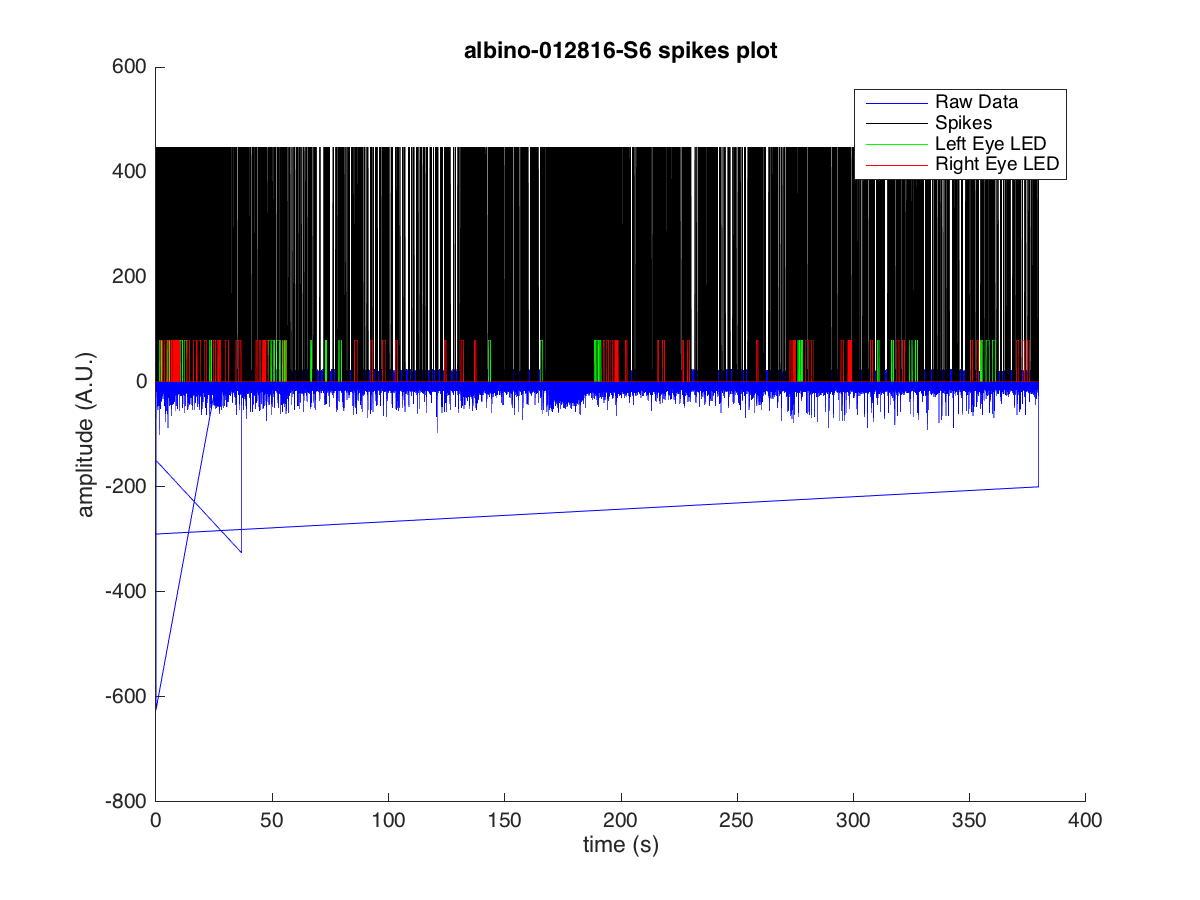 albino-012816-S6 spikes plot
600
400
200
0
-200
-400
-600
-800
amplitude (A.U.)
Raw Data
Spikes
Left Eye LED
Right Eye LED
0 50 100 150 200 250 300 350 400
time (s)